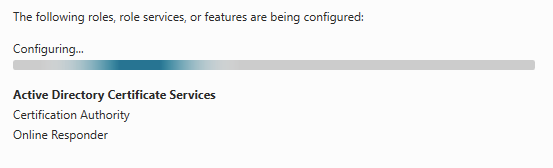 The following roles, role services, or features are being configured:
Configuring...
Active Directory Certificate Services
Certification Authority
Online Responder